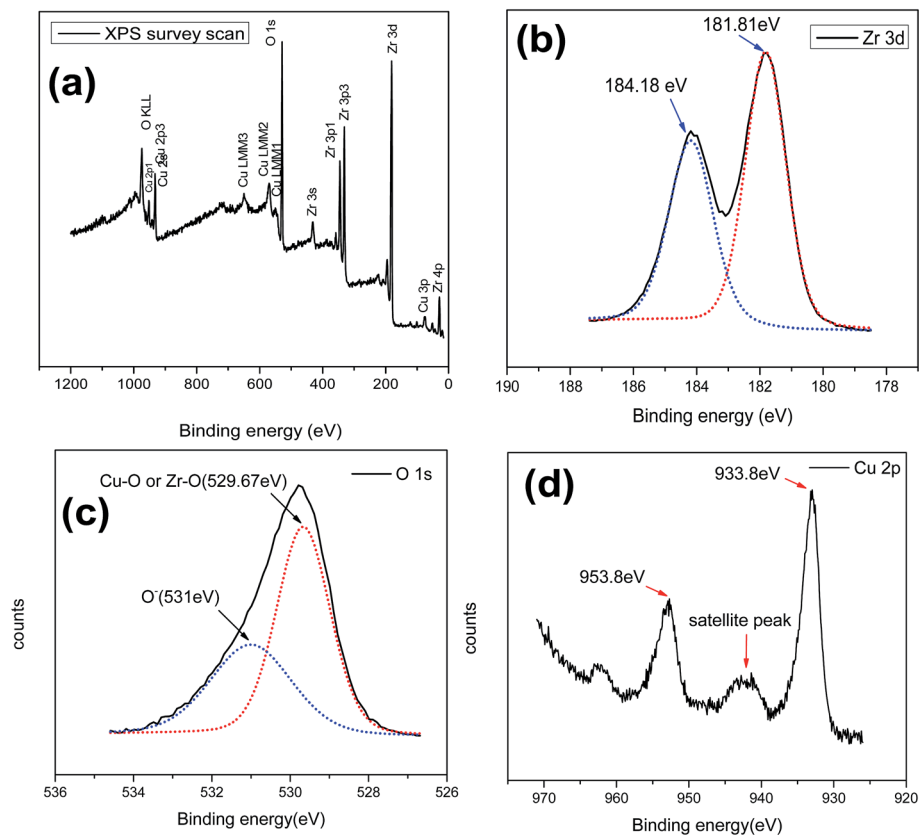 XPS survey scan
(a)
O KLL
Cu 2p1
Cu 2s
Cu 2p3
Cu LMM3
Cu LMM2
Cu LMM1
O 1s
Zr 3s
Zr 3p1
Zr 3p3
Zr 3d
Cu 3p
Zr 4p
1200 1000 800 600 400 200 0
Binding energy (eV)
(b)
Zr 3d
181.81eV
184.18 eV
190 188 186 184 182 180 178
Binding energy (eV)
(c)
O 1s
Cu-O or Zr-O(529.67eV)
O⁻(531eV)
counts
536 534 532 530 528 526
Binding energy(eV)
(d)
Cu 2p
933.8eV
953.8eV
satellite peak
counts
970 960 950 940 930 920
Binding energy(eV)